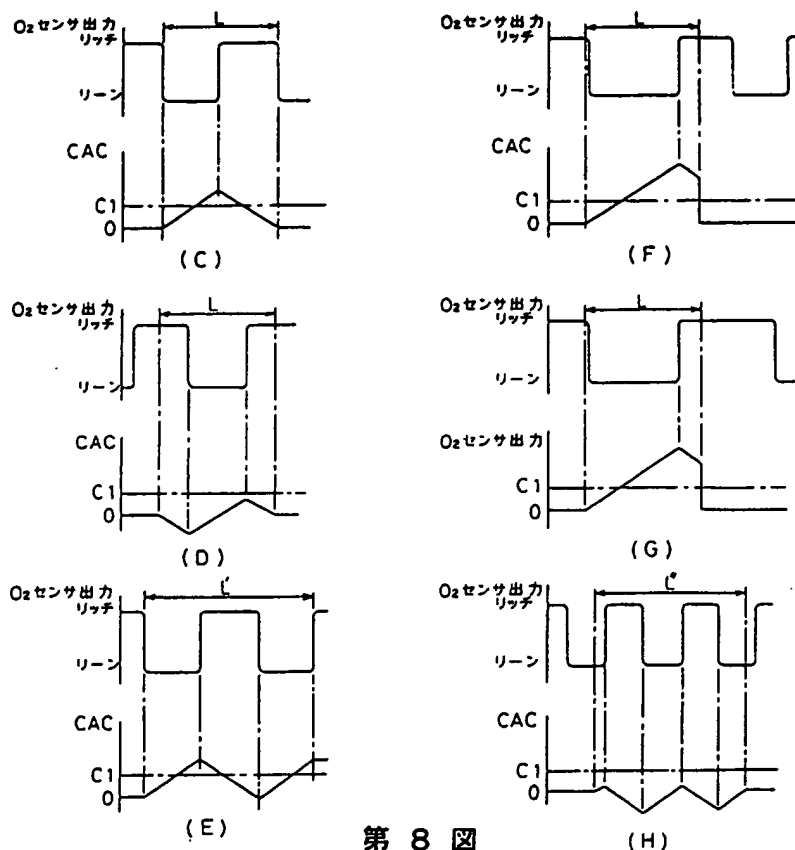 O₂センサ出力
リッチ
L
リーン
CAC
C1
0
(C)
O₂センサ出力
リッチ
L
リーン
CAC
C1
0
(D)
O₂センサ出力
リッチ
L'
リーン
CAC
C1
0
(E)
O₂センサ出力
リッチ
L
リーン
CAC
C1
0
(F)
O₂センサ出力
リッチ
L
リーン
O₂センサ出力
C1
0
(G)
O₂センサ出力
リッチ
L"
リーン
CAC
C1
0
(H)
第 8 図